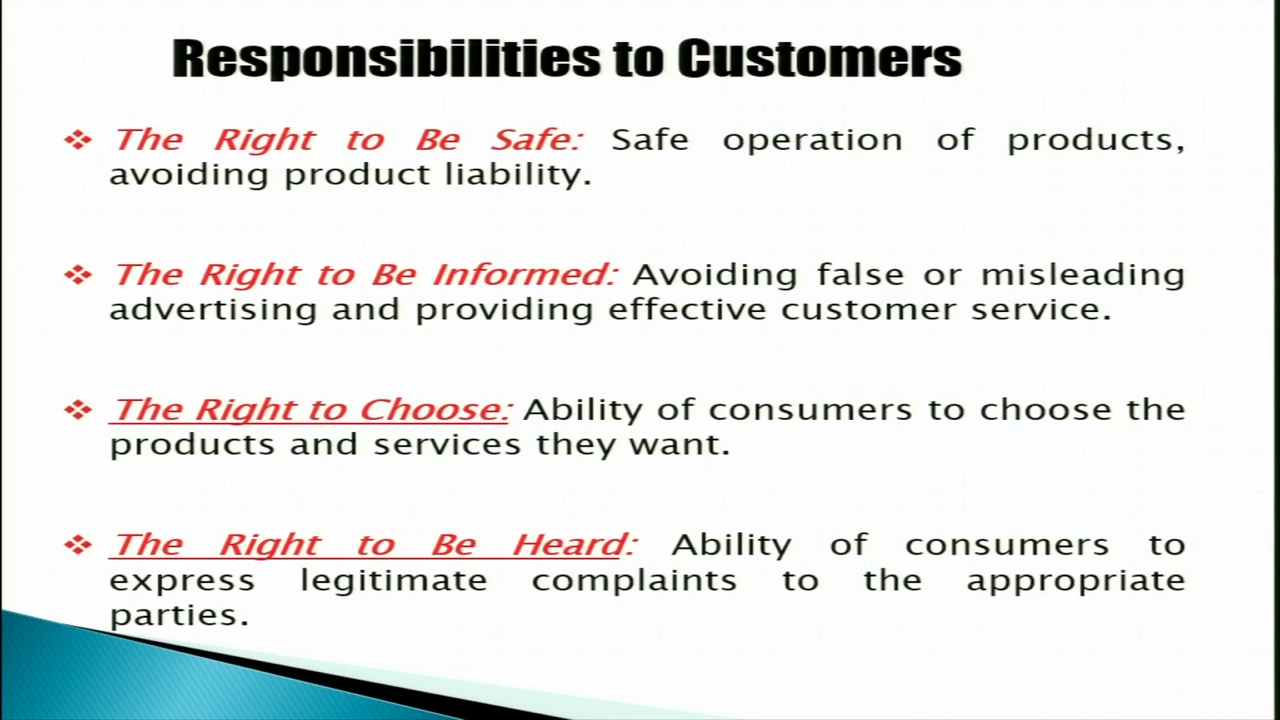 Responsibilities to Customers
The Right to Be Safe: Safe operation of products,
avoiding product liability.
The Right to Be Informed: Avoiding false or misleading
advertising and providing effective customer service.
The Right to Choose: Ability of consumers to choose the
products and services they want.
The Right to Be Heard: Ability of consumers to
express legitimate complaints to the appropriate
parties.